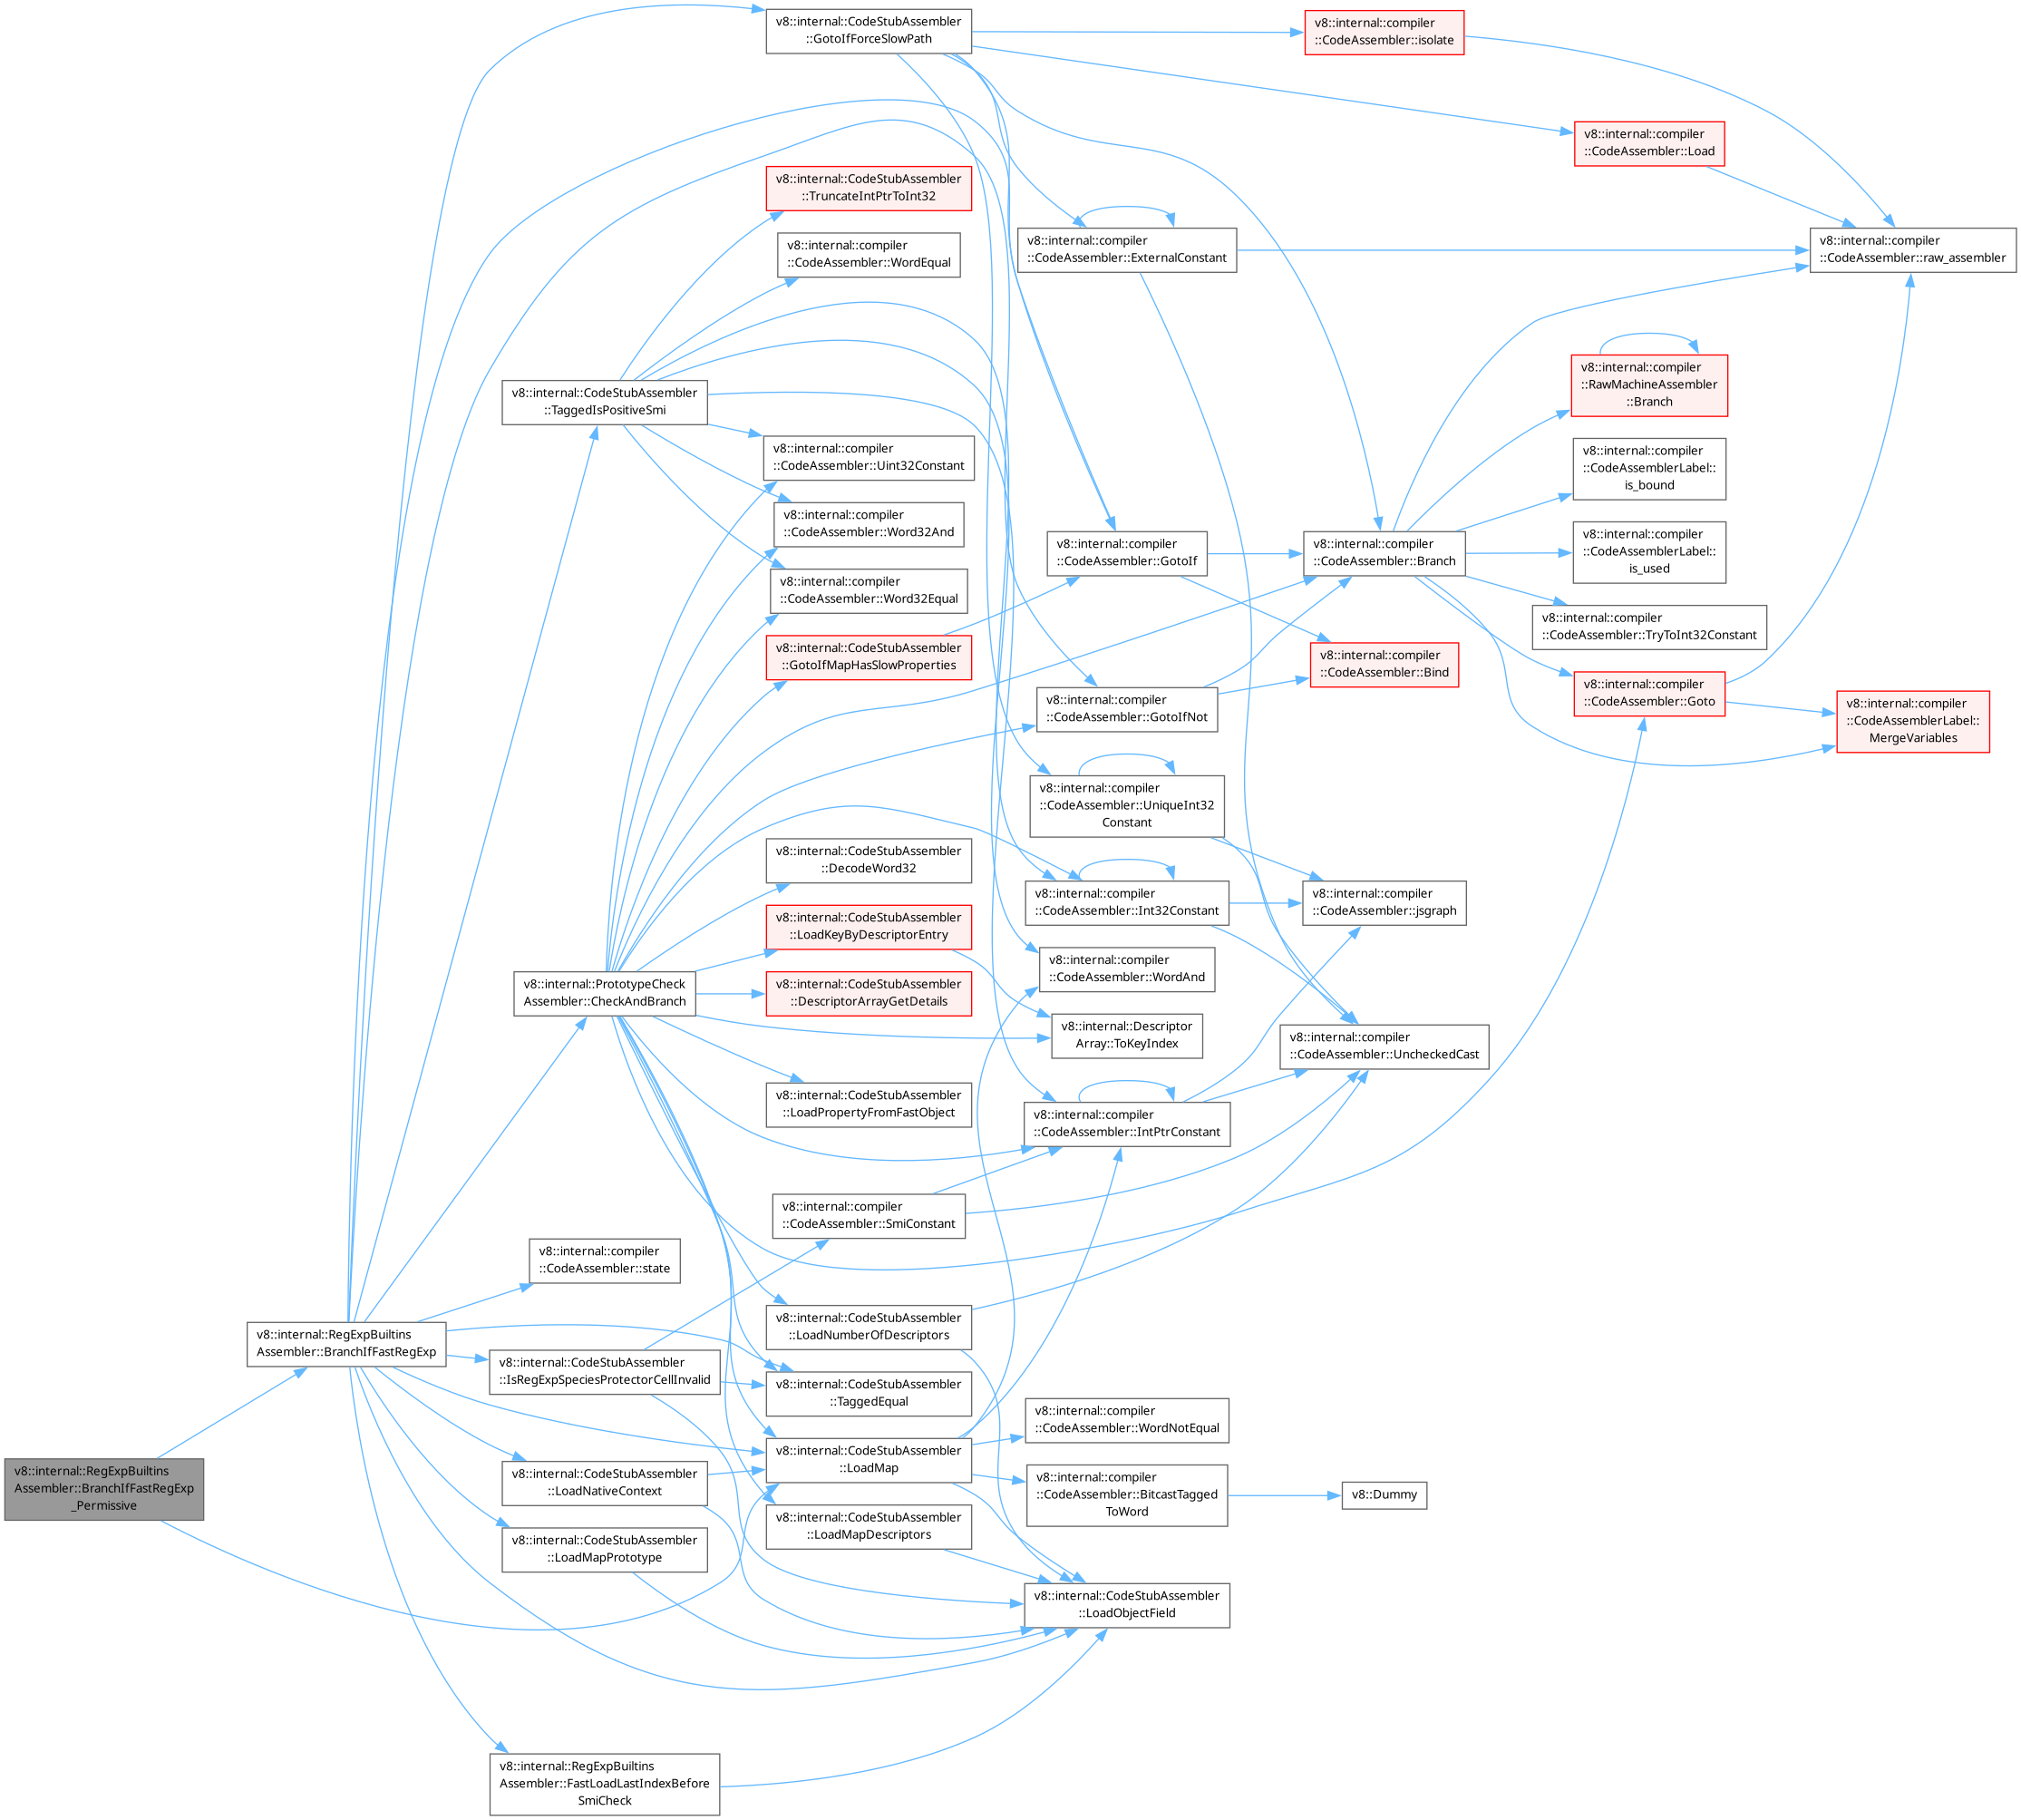 v8::internal::CodeStubAssembler
::GotoIfForceSlowPath
v8::internal::compiler
::CodeAssembler::isolate
v8::internal::compiler
::CodeAssembler::Load
v8::internal::CodeStubAssembler
::TruncateIntPtrToInt32
v8::internal::compiler
::CodeAssembler::WordEqual
v8::internal::compiler
::CodeAssembler::ExternalConstant
v8::internal::compiler
::CodeAssembler::raw_assembler
v8::internal::compiler
::RawMachineAssembler
::Branch
v8::internal::CodeStubAssembler
::TaggedIsPositiveSmi
v8::internal::compiler
::CodeAssembler::Uint32Constant
v8::internal::compiler
::CodeAssemblerLabel::
is_bound
v8::internal::compiler
::CodeAssembler::Word32And
v8::internal::compiler
::CodeAssembler::GotoIf
v8::internal::compiler
::CodeAssembler::Branch
v8::internal::compiler
::CodeAssemblerLabel::
is_used
v8::internal::compiler
::CodeAssembler::Word32Equal
v8::internal::compiler
::CodeAssembler::TryToInt32Constant
v8::internal::CodeStubAssembler
::GotoIfMapHasSlowProperties
v8::internal::compiler
::CodeAssembler::Bind
v8::internal::compiler
::CodeAssembler::GotoIfNot
v8::internal::compiler
::CodeAssembler::Goto
v8::internal::compiler
::CodeAssemblerLabel::
MergeVariables
v8::internal::compiler
::CodeAssembler::UniqueInt32
Constant
v8::internal::CodeStubAssembler
::DecodeWord32
v8::internal::compiler
::CodeAssembler::Int32Constant
v8::internal::compiler
::CodeAssembler::jsgraph
v8::internal::CodeStubAssembler
::LoadKeyByDescriptorEntry
v8::internal::compiler
::CodeAssembler::WordAnd
v8::internal::PrototypeCheck
Assembler::CheckAndBranch
v8::internal::CodeStubAssembler
::DescriptorArrayGetDetails
v8::internal::Descriptor
Array::ToKeyIndex
v8::internal::compiler
::CodeAssembler::UncheckedCast
v8::internal::CodeStubAssembler
::LoadPropertyFromFastObject
v8::internal::compiler
::CodeAssembler::IntPtrConstant
v8::internal::compiler
::CodeAssembler::SmiConstant
v8::internal::compiler
::CodeAssembler::state
v8::internal::RegExpBuiltins
Assembler::BranchIfFastRegExp
v8::internal::CodeStubAssembler
::LoadNumberOfDescriptors
v8::internal::CodeStubAssembler
::IsRegExpSpeciesProtectorCellInvalid
v8::internal::CodeStubAssembler
::TaggedEqual
v8::internal::compiler
::CodeAssembler::WordNotEqual
v8::internal::CodeStubAssembler
::LoadMap
v8::internal::RegExpBuiltins
Assembler::BranchIfFastRegExp
_Permissive
v8::internal::CodeStubAssembler
::LoadNativeContext
v8::internal::compiler
::CodeAssembler::BitcastTagged
ToWord
v8::Dummy
v8::internal::CodeStubAssembler
::LoadMapDescriptors
v8::internal::CodeStubAssembler
::LoadMapPrototype
v8::internal::CodeStubAssembler
::LoadObjectField
v8::internal::RegExpBuiltins
Assembler::FastLoadLastIndexBefore
SmiCheck